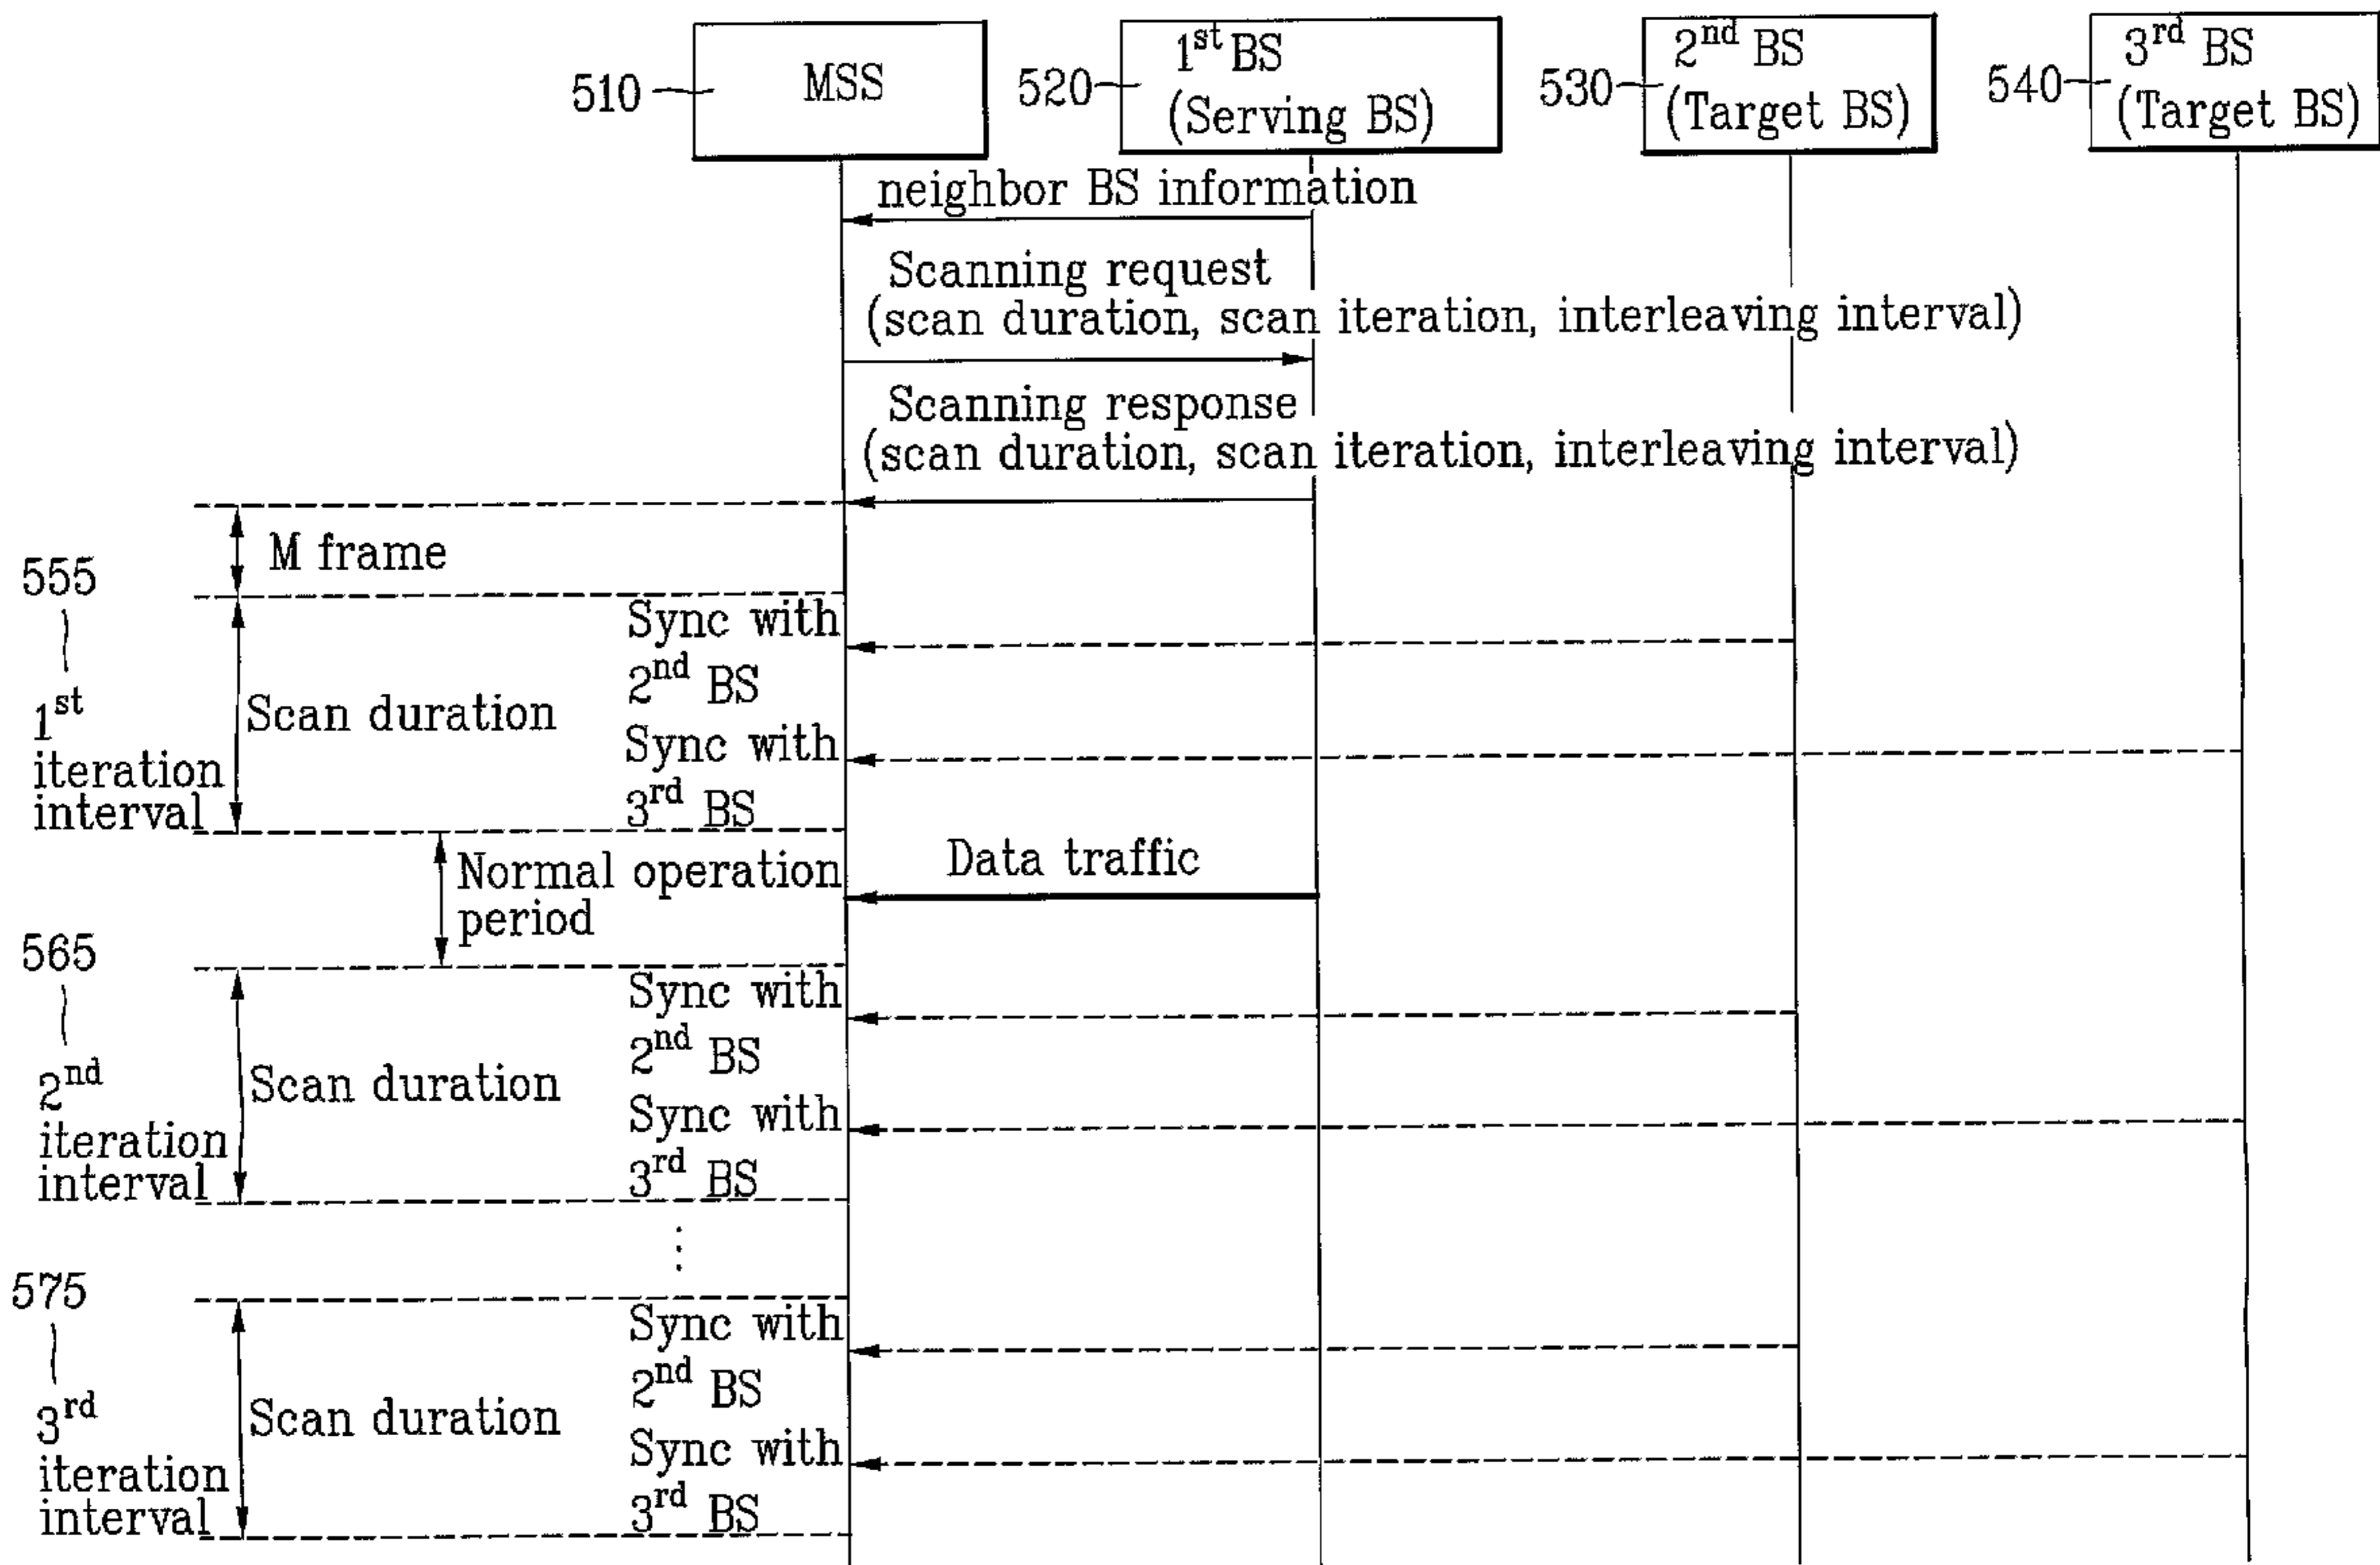 510
MSS
520
1st BS
(Serving BS)
530
2nd BS
(Target BS)
540
3rd BS
(Target BS)
neighbor BS information
Scanning request
(scan duration, scan iteration, interleaving interval)
Scanning response
(scan duration, scan iteration, interleaving interval)
M frame
555
1st
iteration
interval
Scan duration
Sync with
2nd BS
Sync with
3rd BS
Normal operation
period
Data traffic
565
2nd
iteration
interval
Scan duration
Sync with
2nd BS
Sync with
3rd BS
575
3rd
iteration
interval
Scan duration
Sync with
2nd BS
Sync with
3rd BS